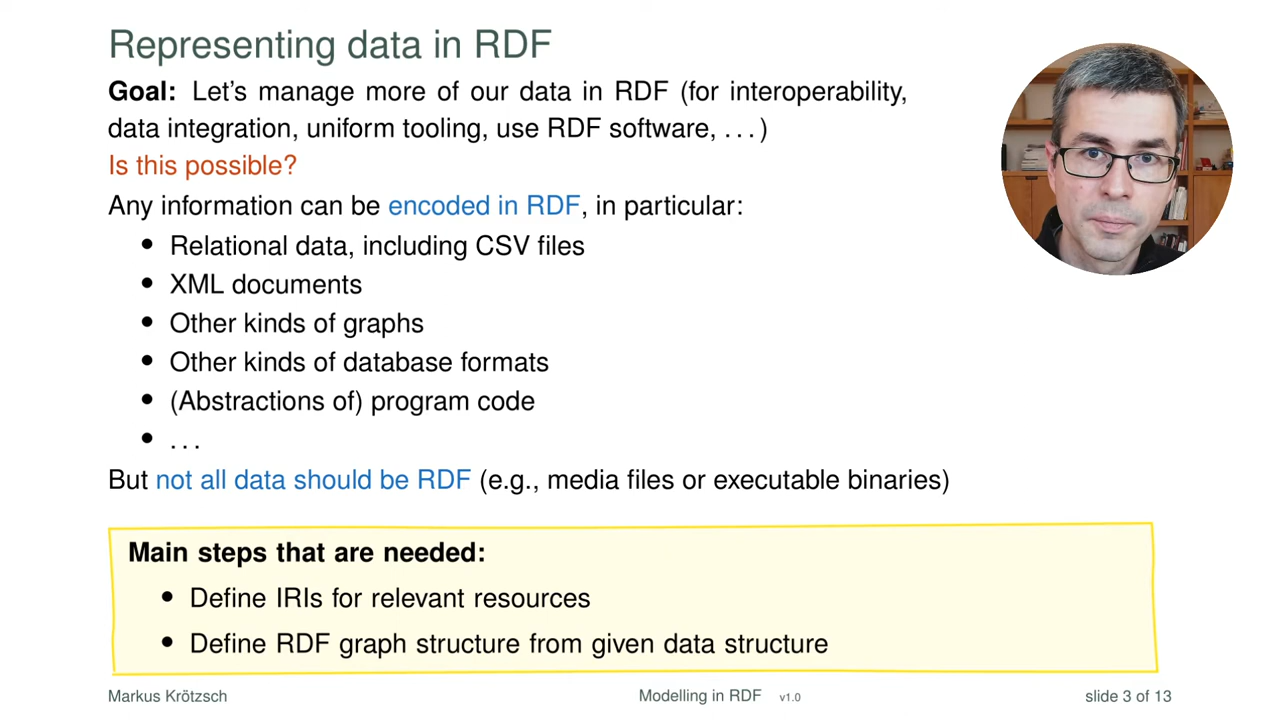 Representing data in RDF
Goal: Let's manage more of our data in RDF (for interoperability,
data integration, uniform tooling, use RDF software, . . . )
Is this possible?
Any information can be encoded in RDF, in particular:
• Relational data, including CSV files
• XML documents
• Other kinds of graphs
• Other kinds of database formats
• (Abstractions of) program code
• . . .
But not all data should be RDF (e.g., media files or executable binaries)
Main steps that are needed:
• Define IRIs for relevant resources
• Define RDF graph structure from given data structure
Markus Krötzsch Modelling in RDF v1.0 slide 3 of 13